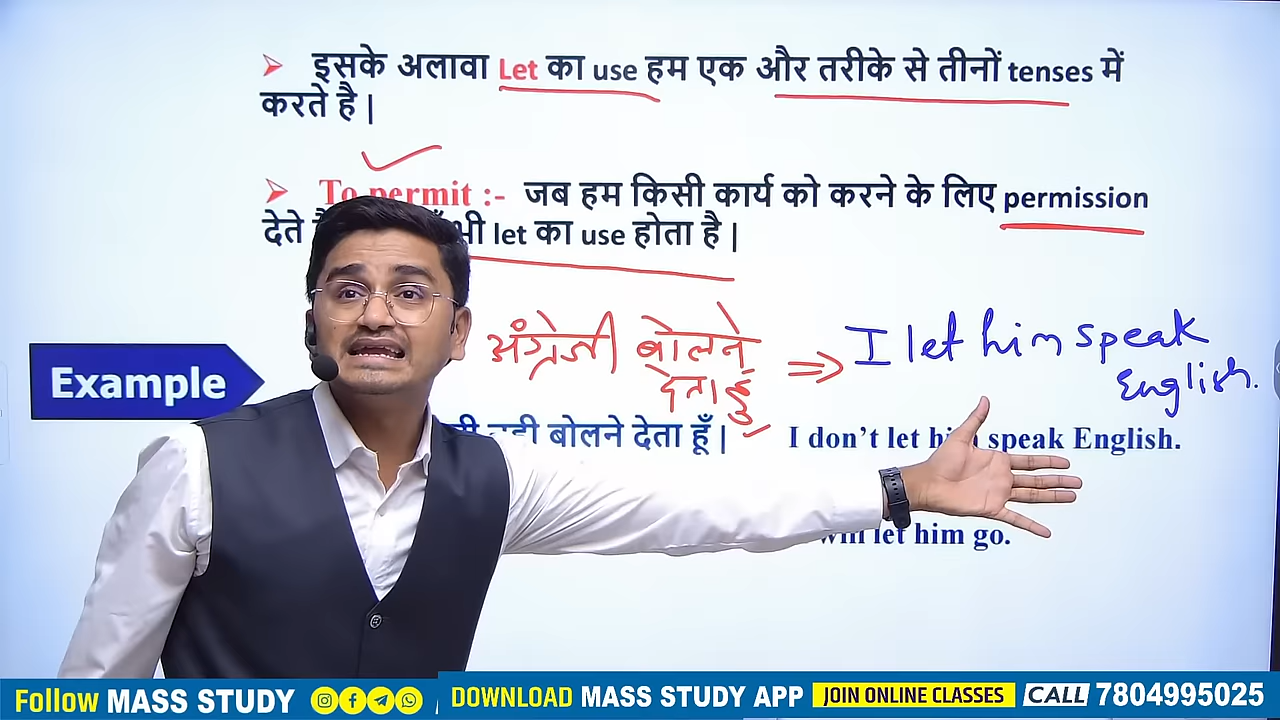 ➢ इसके अलावा Let का use हम एक और तरीके से तीनों tenses में
करते है |
➢ To permit :- जब हम किसी कार्य को करने के लिए permission
देते भी let का use होता है |
अंग्रेजी बोलने
देता हुँ
⇒ I let him speak
English.
Example
बोलने देता हूँ | I don’t let him speak English.
will let him go.
Follow MASS STUDY
DOWNLOAD MASS STUDY APP JOIN ONLINE CLASSES CALL 7804995025